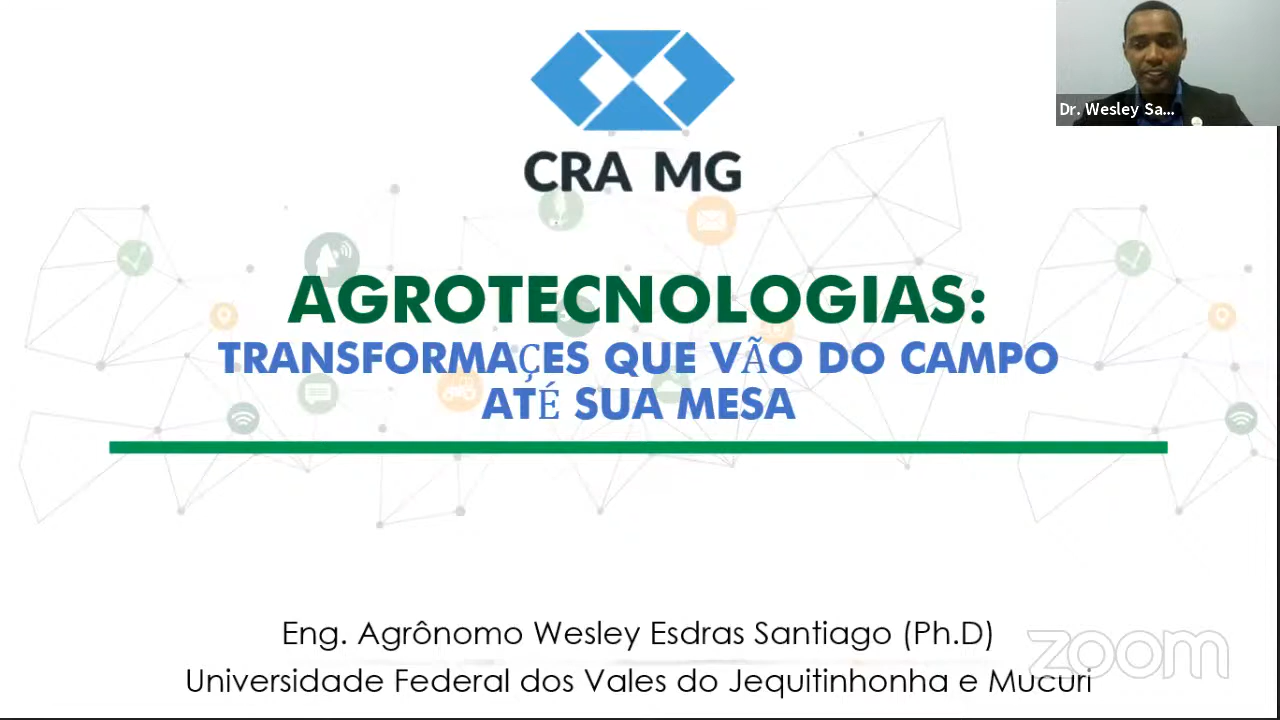 CRA MG
Dr. Wesley Sa...
AGROTECNOLOGIAS:
TRANSFORMAÇES QUE VÃO DO CAMPO
ATÉ SUA MESA
Eng. Agrônomo Wesley Esdras Santiago (Ph.D)
Universidade Federal dos Vales do Jequitinhonha e Mucuri
zoom